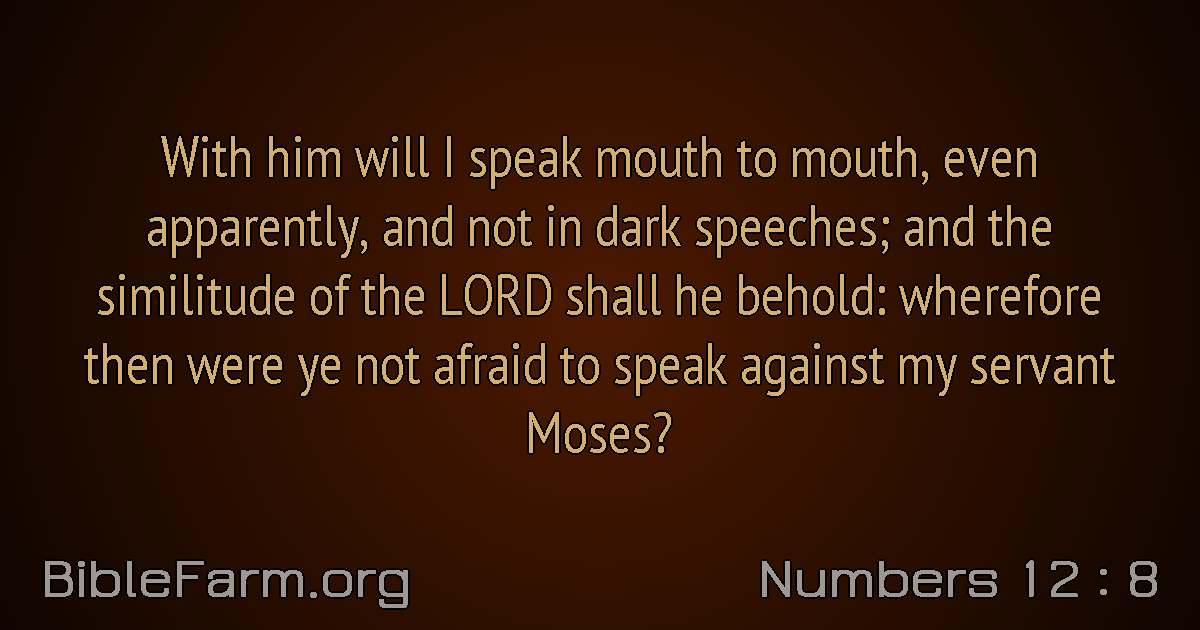 With him will I speak mouth to mouth, even
apparently, and not in dark speeches; and the
similitude of the LORD shall he behold: wherefore
then were ye not afraid to speak against my servant
Moses?
BibleFarm.org
Numbers 12 : 8